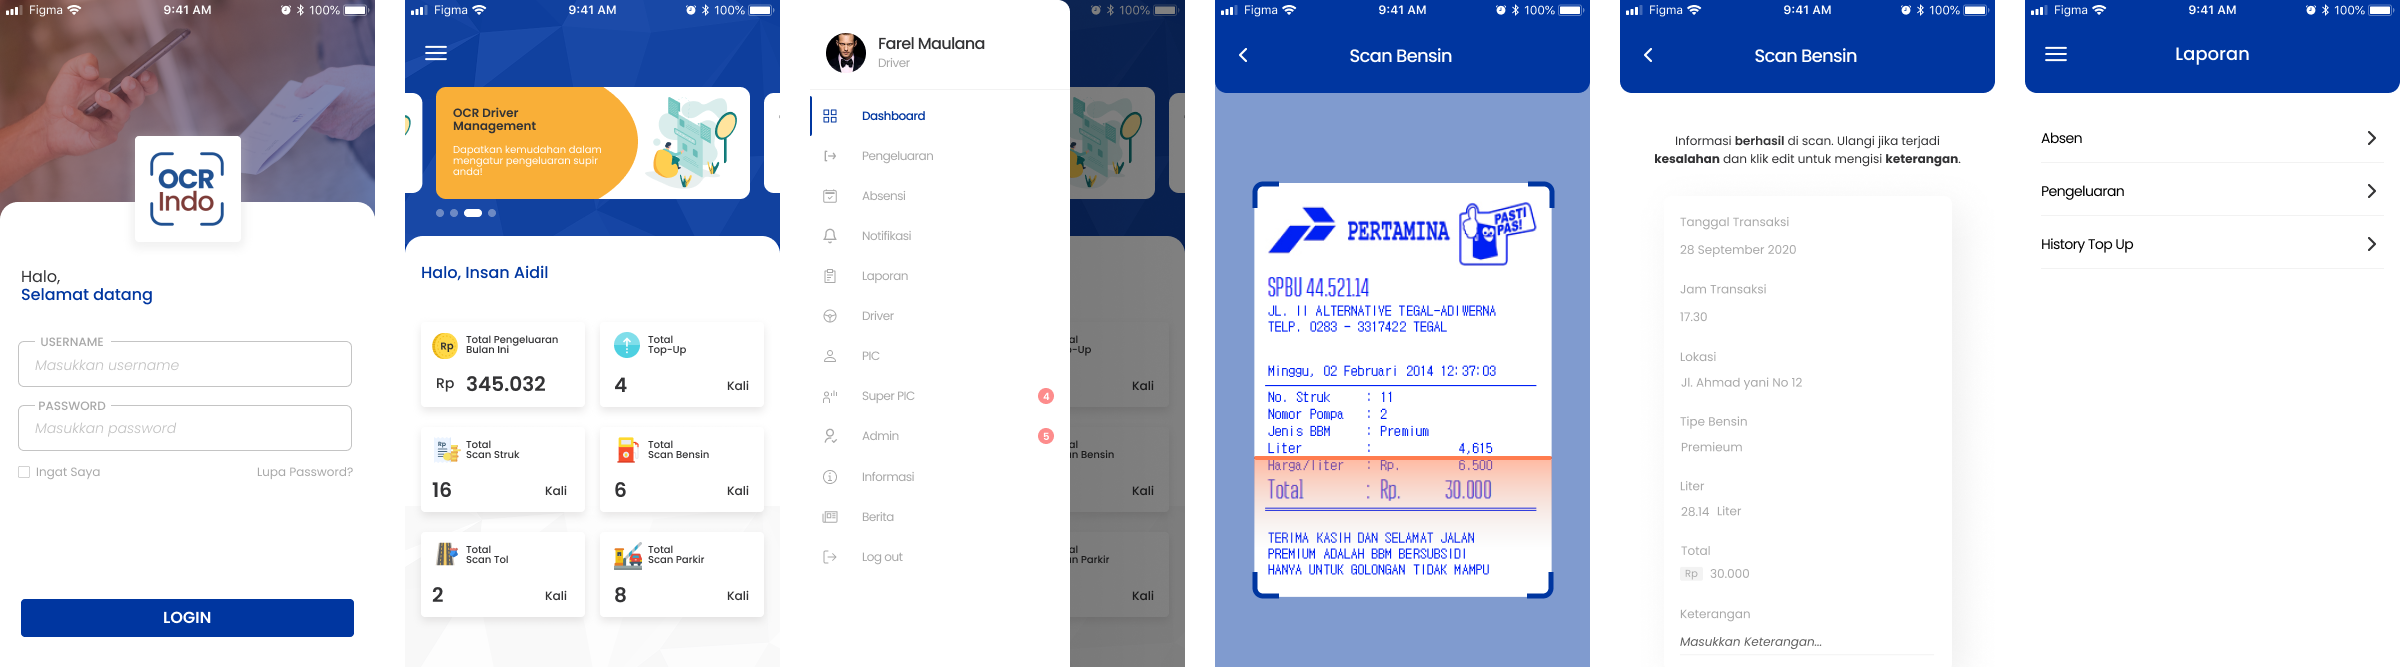 Figma 9:41 AM 100%
OCR
Indo
Halo,
Selamat datang
USERNAME
Masukkan username
PASSWORD
Masukkan password
Ingat Saya Lupa Password?
LOGIN
Figma 9:41 AM 100%
OCR Driver
Management
Dapatkan kemudahan dalam
mengatur pengeluaran supir
anda!
Halo, Insan Aidil
Total Pengeluaran
Bulan Ini
Rp
Rp 345.032
Total
Top-Up
4 Kali
Total
Scan Struk
Rp
16 Kali
Total
Scan Bensin
6 Kali
Total
Scan Tol
2 Kali
Total
Scan Parkir
8 Kali
100%
Farel Maulana
Driver
Dashboard
Pengeluaran
Absensi
Notifikasi
Laporan
Driver
PIC
Super PIC 4
Admin 5
Informasi
Berita
Log out
al
p-Up
Kali
al
n Bensin
Kali
al
n Parkir
Kali
Figma 9:41 AM 100%
Scan Bensin
PERTAMINA
PASTI
PAS!
SPBU 44.521.14
JL. II ALTERNATIVE TEGAL-ADIWERNA
TELP. 0283 - 3317422 TEGAL
Minggu, 02 Februari 2014 12:37:03
No. Struk : 11
Nomor Pompa : 2
Jenis BBM : Premium
Liter : 4,615
Harga/liter : Rp. 6.500
Total : Rp. 30.000
TERIMA KASIH DAN SELAMAT JALAN
PREMIUM ADALAH BBM BERSUBSIDI
HANYA UNTUK GOLONGAN TIDAK MAMPU
Figma 9:41 AM 100%
Scan Bensin
Informasi berhasil di scan. Ulangi jika terjadi
kesalahan dan klik edit untuk mengisi keterangan.
Tanggal Transaksi
28 September 2020
Jam Transaksi
17.30
Lokasi
Jl. Ahmad yani No 12
Tipe Bensin
Premieum
Liter
28.14 Liter
Total
Rp 30.000
Keterangan
Masukkan Keterangan...
Figma 9:41 AM 100%
Laporan
Absen
Pengeluaran
History Top Up